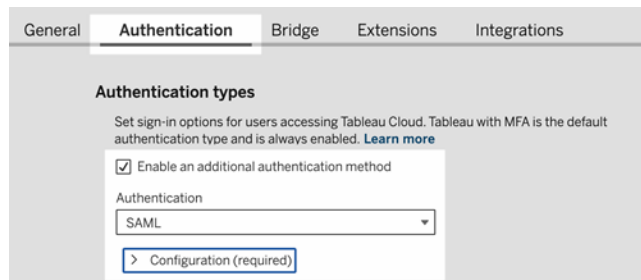 General Authentication Bridge Extensions Integrations
Authentication types
Set sign-in options for users accessing Tableau Cloud. Tableau with MFA is the default
authentication type and is always enabled. Learn more
Enable an additional authentication method
Authentication
SAML
Configuration (required)